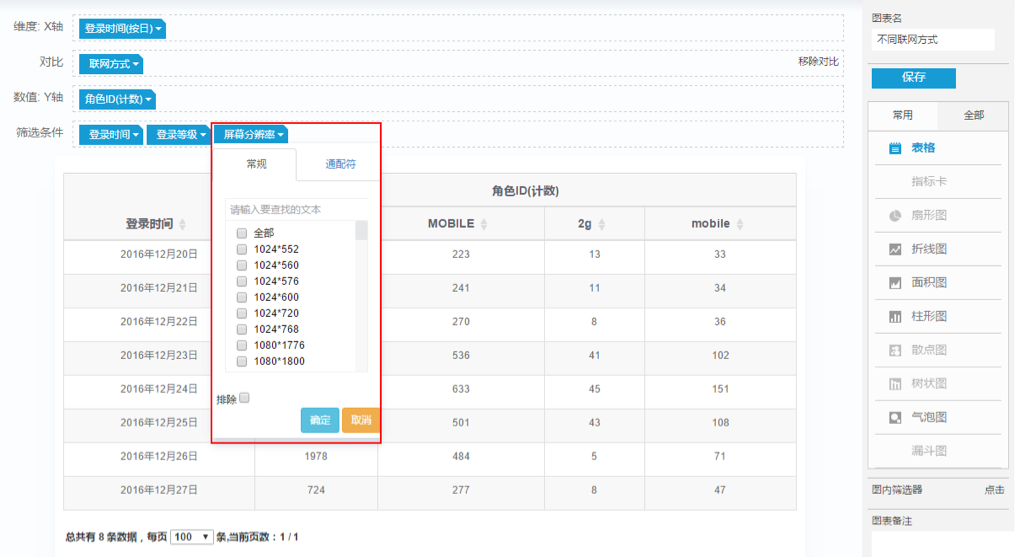 维度: X轴 登录时间(按日)
对比 联网方式 移除对比
数值: Y轴 角色ID(计数)
筛选条件 登录时间 登录等级 屏幕分辨率
常规 通配符
请输入要查找的文本
全部
1024*552
1024*560
1024*576
1024*600
1024*720
1024*768
1080*1776
1080*1800
排除
确定 取消
角色ID(计数)
登录时间 MOBILE 2g mobile
2016年12月20日 223 13 33
2016年12月21日 241 11 34
2016年12月22日 270 8 36
2016年12月23日 536 41 102
2016年12月24日 633 45 151
2016年12月25日 501 43 108
2016年12月26日 1978 484 5 71
2016年12月27日 724 277 8 47
总共有 8 条数据，每页 100 条,当前页数：1 / 1
图表名
不同联网方式
保存
常用 全部
表格
指标卡
扇形图
折线图
面积图
柱形图
散点图
树状图
气泡图
漏斗图
图内筛选器 点击
图表备注